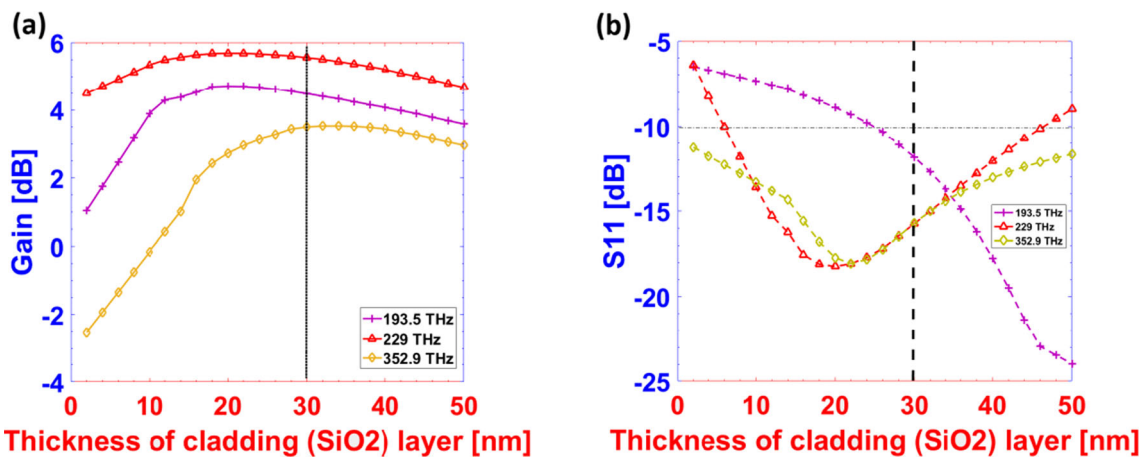 (a)
6
4
2
0
-2
-4
Gain [dB]
193.5 THz
229 THz
352.9 THz
0 10 20 30 40 50
Thickness of cladding (SiO2) layer [nm]
(b)
-5
-10
-15
-20
-25
S11 [dB]
193.5 THz
229 THz
352.9 THz
0 10 20 30 40 50
Thickness of cladding (SiO2) layer [nm]